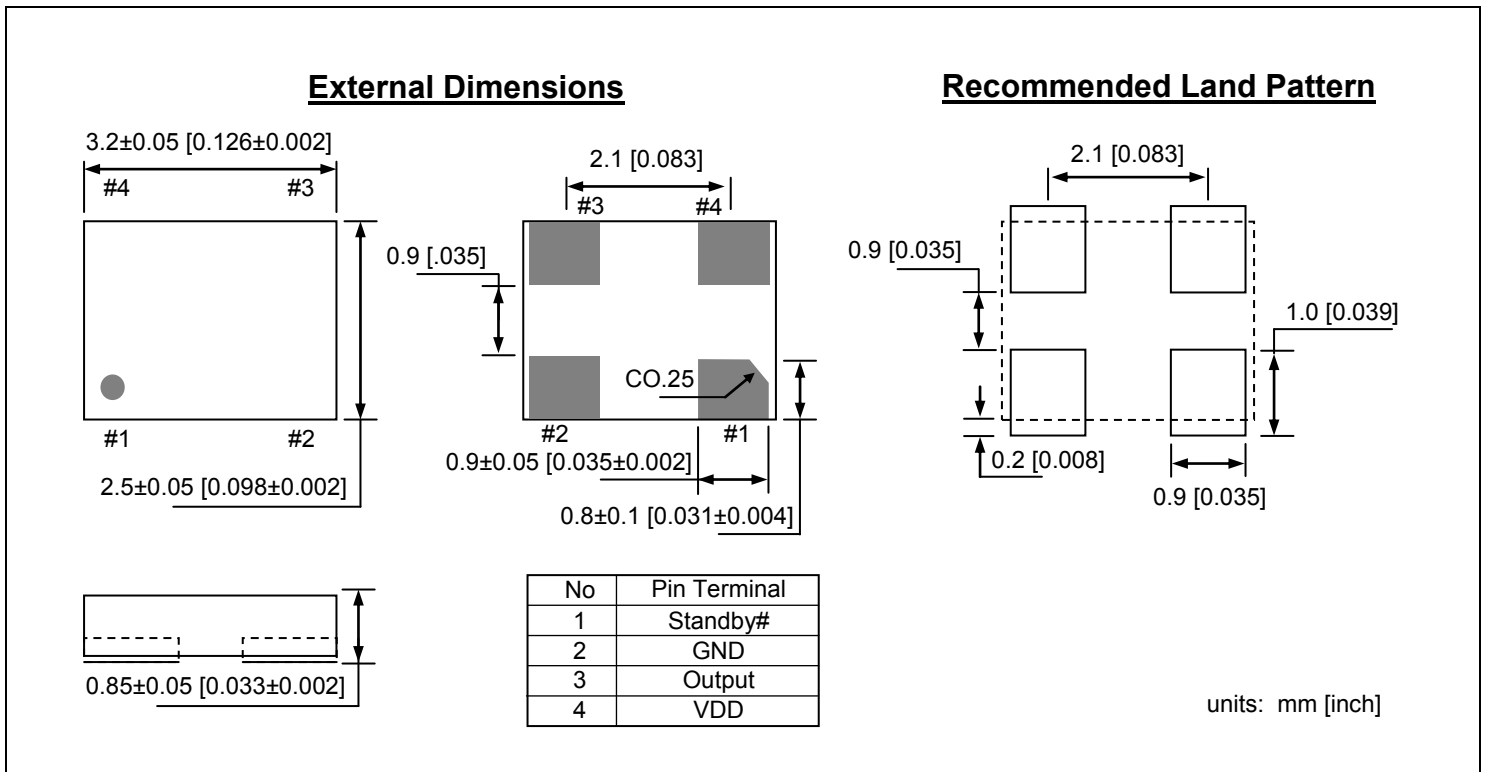 External Dimensions
Recommended Land Pattern
3.2±0.05 [0.126±0.002]
#4 #3
#1 #2
2.5±0.05 [0.098±0.002]
2.1 [0.083]
#3 #4
0.9 [.035]
CO.25
#2 #1
0.9±0.05 [0.035±0.002]
0.8±0.1 [0.031±0.004]
2.1 [0.083]
0.9 [0.035]
1.0 [0.039]
0.2 [0.008]
0.9 [0.035]
0.85±0.05 [0.033±0.002]
No Pin Terminal
1 Standby#
2 GND
3 Output
4 VDD
units: mm [inch]